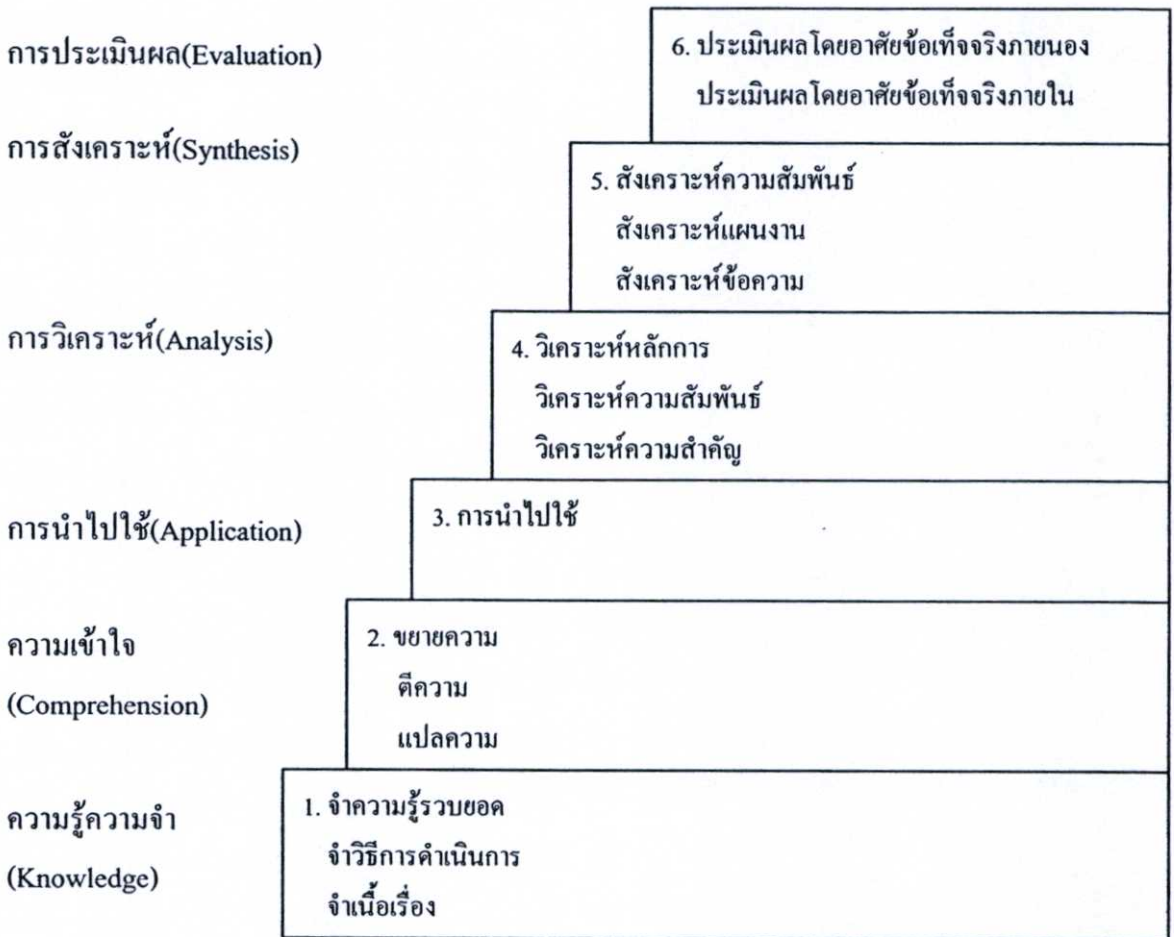 การประเมินผล(Evaluation)
6. ประเมินผลโดยอาศัยข้อเท็จจริงภายนอง
ประเมินผลโดยอาศัยข้อเท็จจริงภายใน
การสังเคราะห์(Synthesis)
5. สังเคราะห์ความสัมพันธ์
สังเคราะห์แผนงาน
สังเคราะห์ข้อความ
การวิเคราะห์(Analysis)
4. วิเคราะห์หลักการ
วิเคราะห์ความสัมพันธ์
วิเคราะห์ความสำคัญ
การนำไปใช้(Application)
3. การนำไปใช้
ความเข้าใจ
(Comprehension)
2. ขยายความ
ตีความ
แปลความ
ความรู้ความจำ
(Knowledge)
1. จำความรู้รวบยอด
จำวิธีการดำเนินการ
จำเนื้อเรื่อง